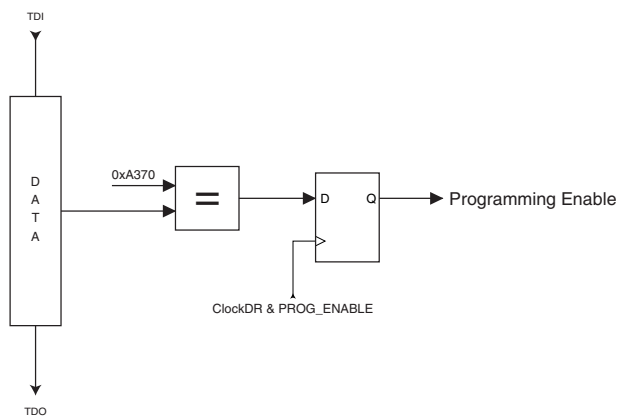 TDI
D
A
T
A
0xA370
=
D
Q
Programming Enable
ClockDR & PROG_ENABLE
TDO